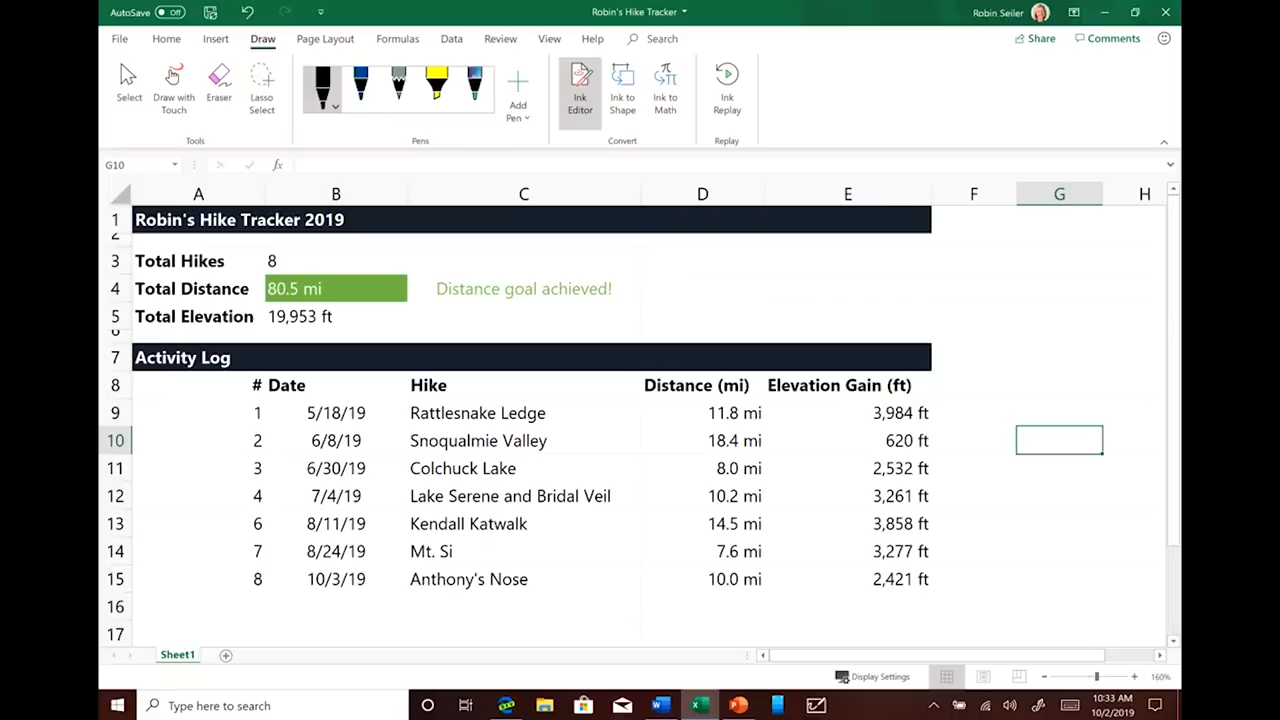 AutoSave Off Robin's Hike Tracker Robin Seiler
File Home Insert Draw Page Layout Formulas Data Review View Help Search Share Comments
Select Draw with Touch Eraser Lasso Select Add Pen Ink Editor Ink to Shape Ink to Math Ink Replay
Tools Pens Convert Replay
G10 fx
A B C D E F G H
1 Robin's Hike Tracker 2019
2
3 Total Hikes 8
4 Total Distance 80.5 mi Distance goal achieved!
5 Total Elevation 19,953 ft
6
7 Activity Log
8 # Date Hike Distance (mi) Elevation Gain (ft)
9 1 5/18/19 Rattlesnake Ledge 11.8 mi 3,984 ft
10 2 6/8/19 Snoqualmie Valley 18.4 mi 620 ft
11 3 6/30/19 Colchuck Lake 8.0 mi 2,532 ft
12 4 7/4/19 Lake Serene and Bridal Veil 10.2 mi 3,261 ft
13 6 8/11/19 Kendall Katwalk 14.5 mi 3,858 ft
14 7 8/24/19 Mt. Si 7.6 mi 3,277 ft
15 8 10/3/19 Anthony's Nose 10.0 mi 2,421 ft
16
17
Sheet1
Display Settings 160%
Type here to search 10:33 AM
10/2/2019